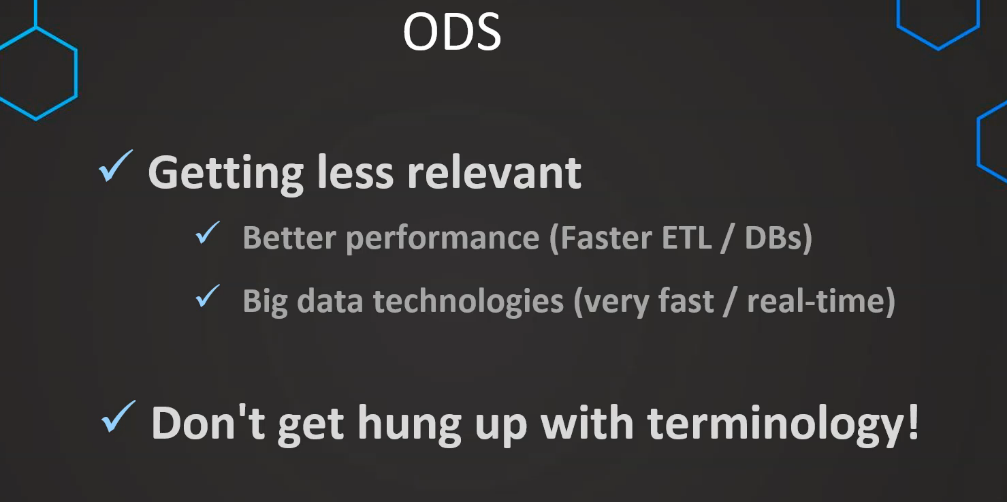 ODS
Getting less relevant
Better performance (Faster ETL / DBs)
Big data technologies (very fast / real-time)
Don't get hung up with terminology!